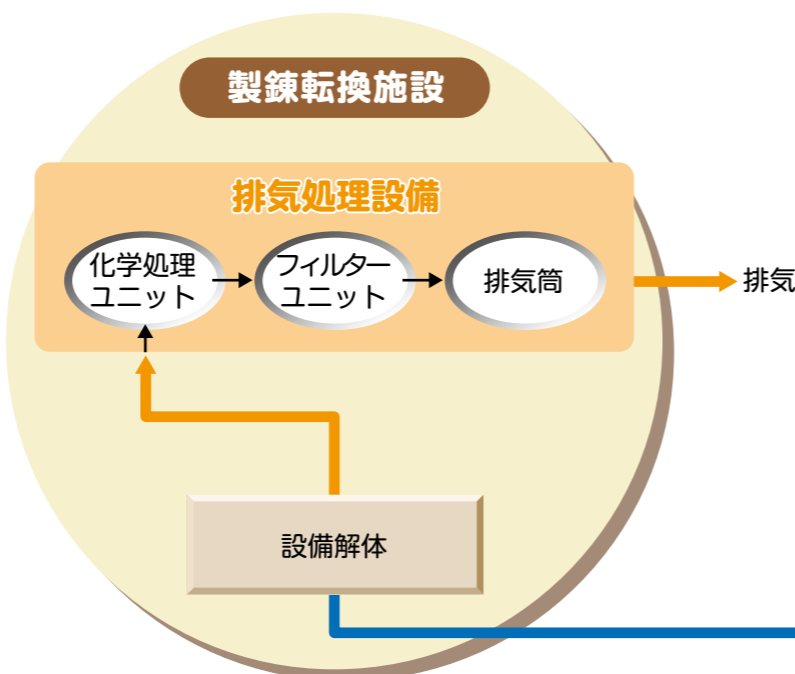 製錬転換施設
排気処理設備
化学処理
ユニット
フィルター
ユニット
排気筒
排気
設備解体